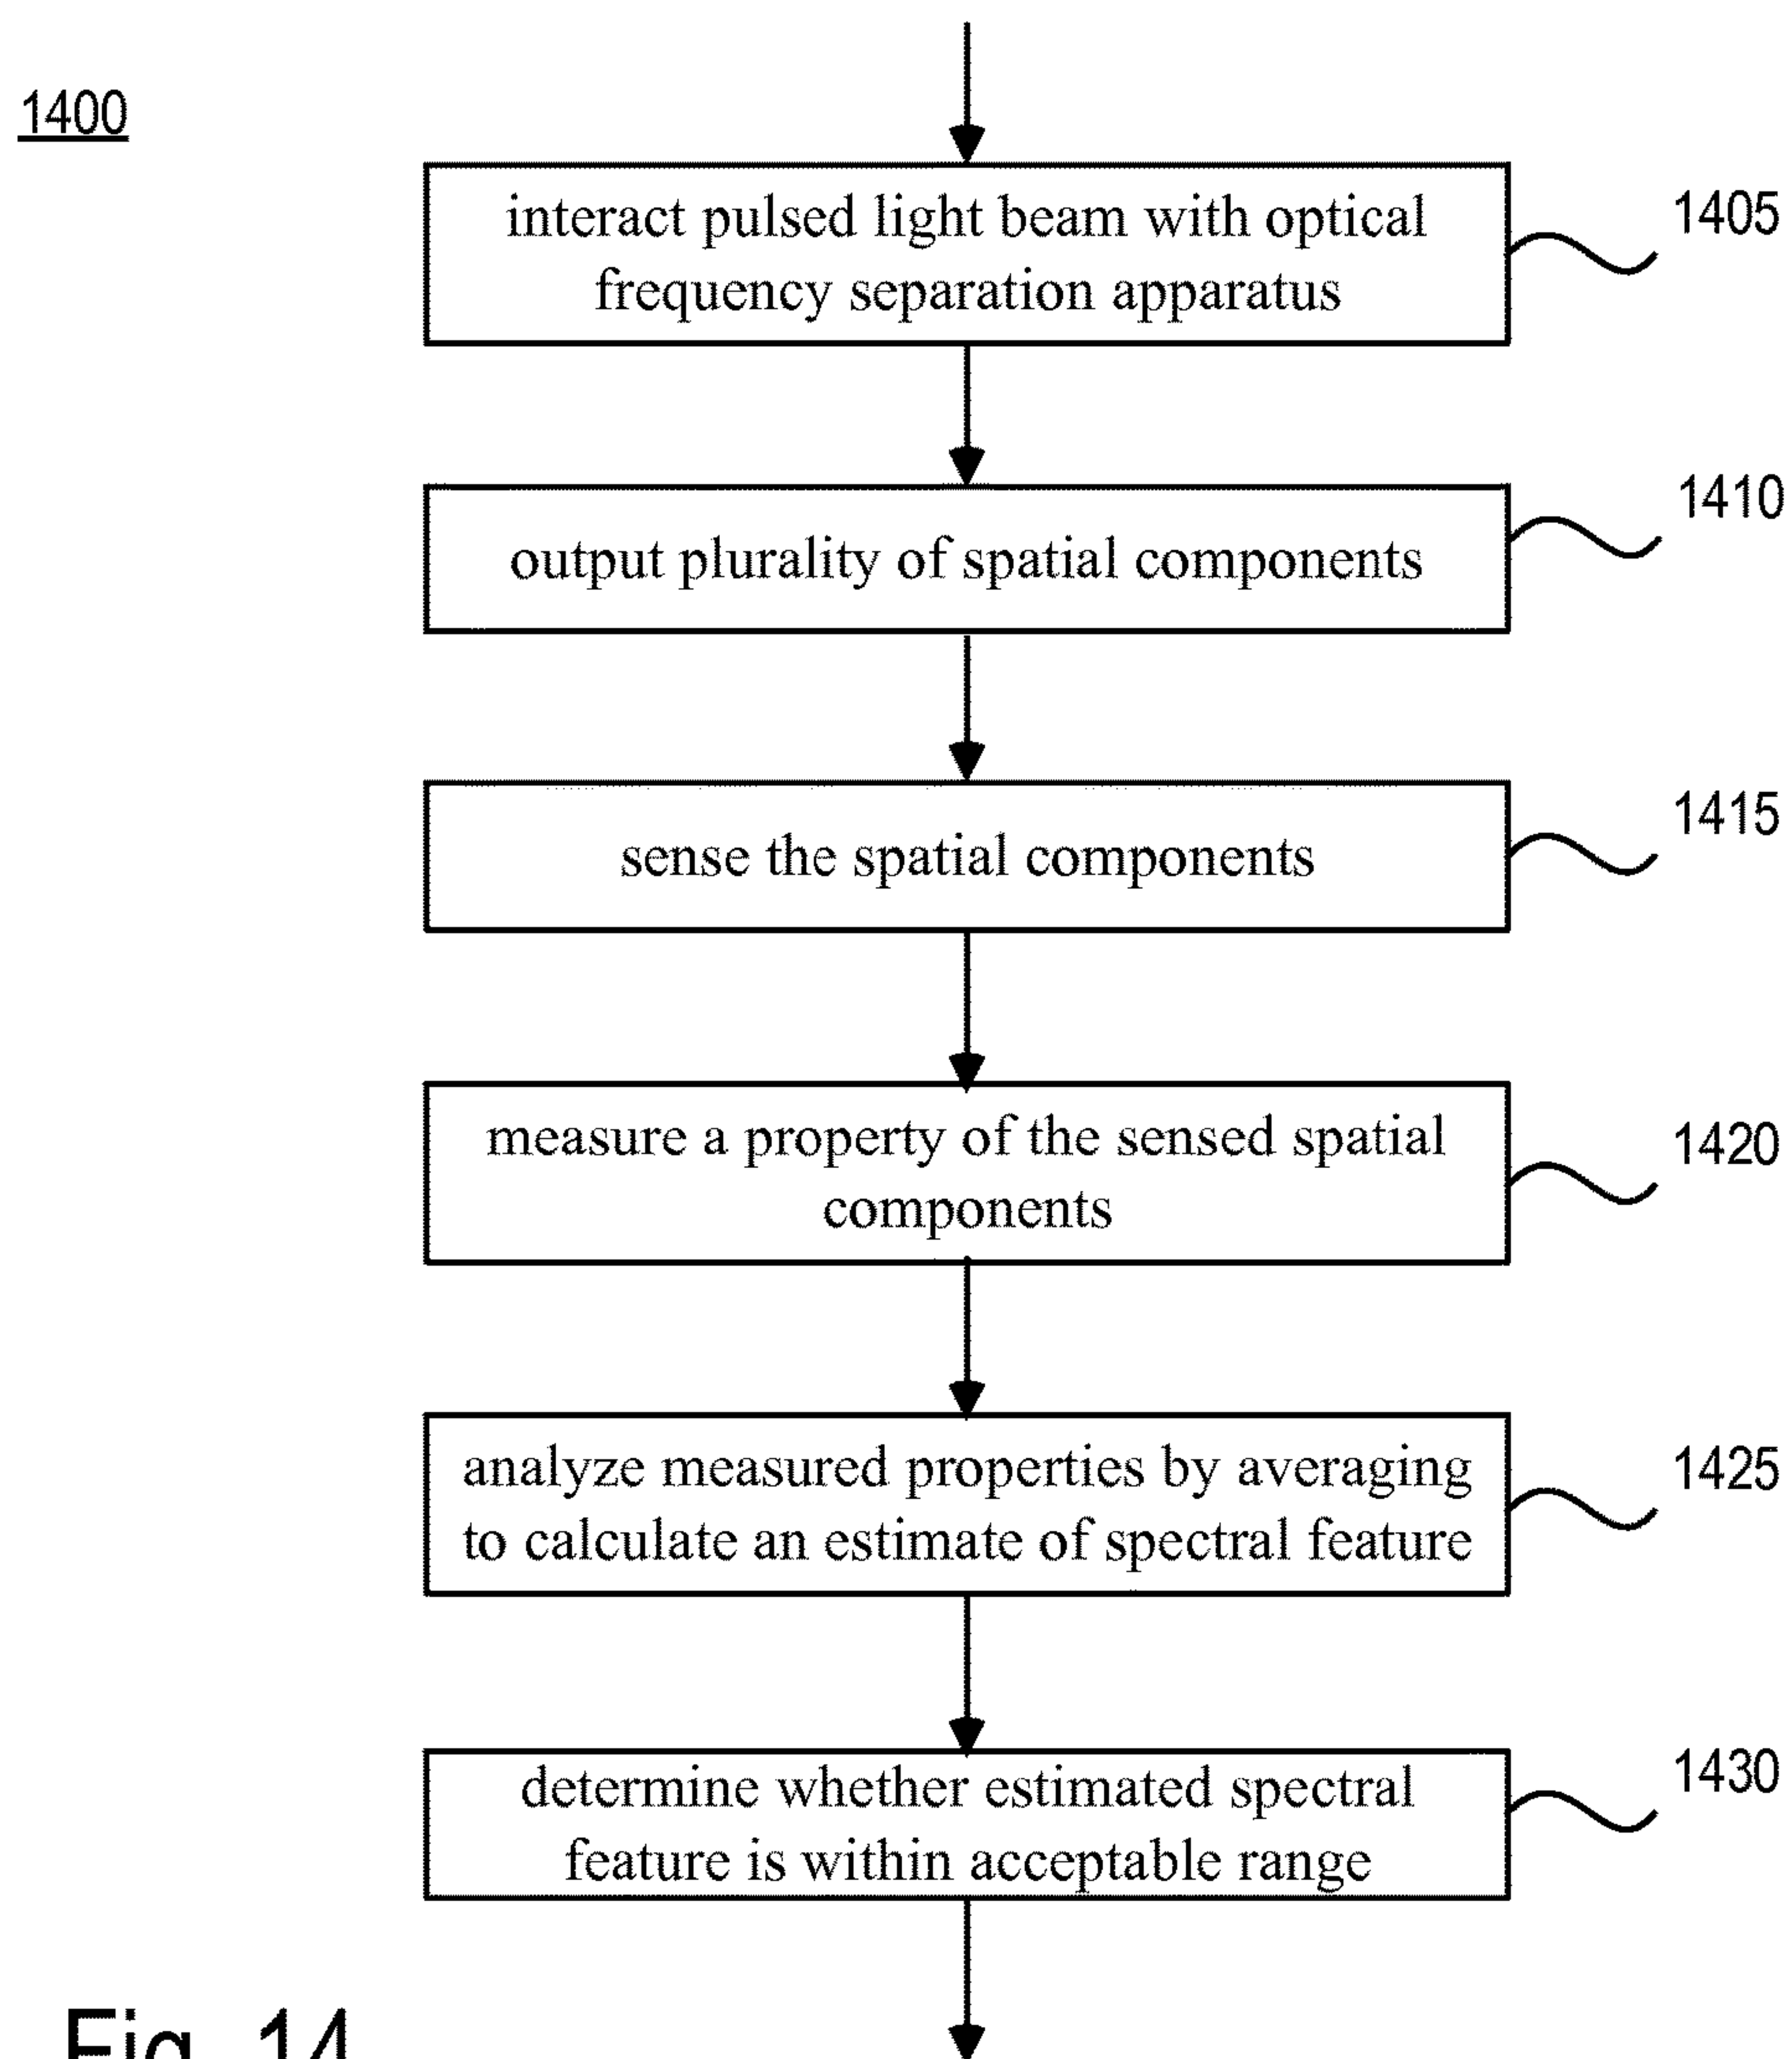 1400
interact pulsed light beam with optical
frequency separation apparatus
1405
output plurality of spatial components
1410
sense the spatial components
1415
measure a property of the sensed spatial
components
1420
analyze measured properties by averaging
to calculate an estimate of spectral feature
1425
determine whether estimated spectral
feature is within acceptable range
1430
Fig. 14